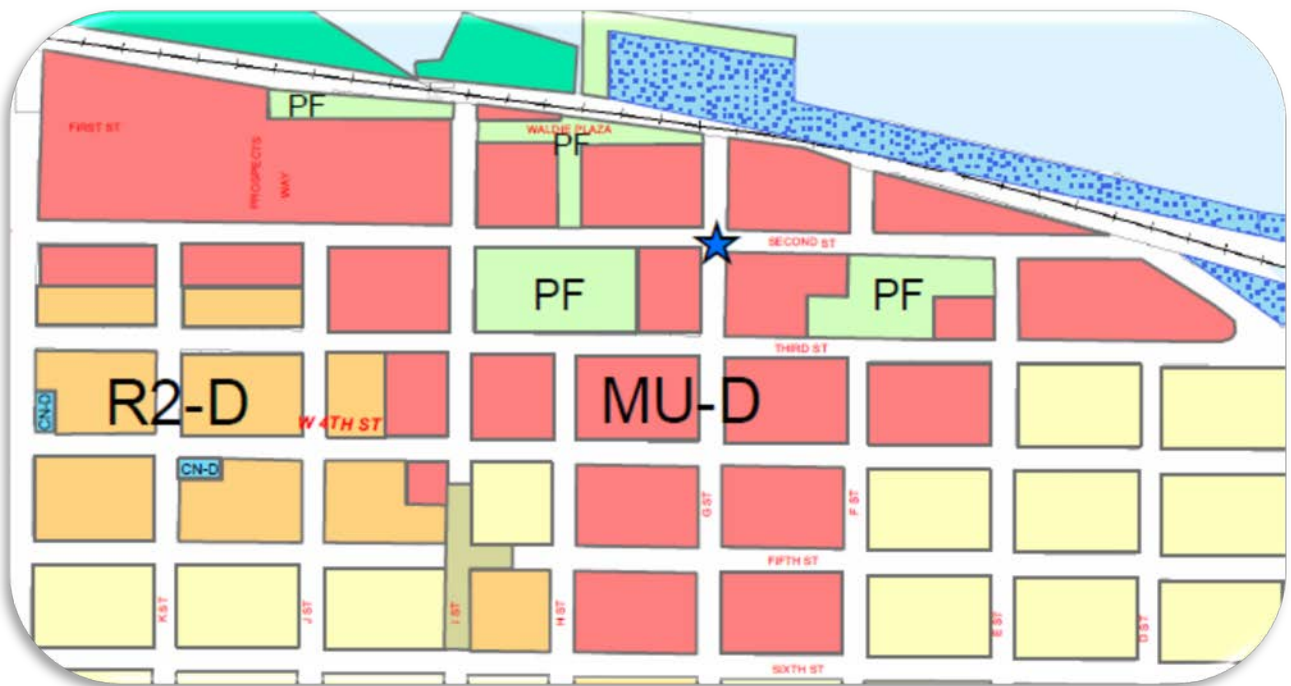 PF
FIRST ST
WALDIE PLAZA
PF
PROSPECTS
WAY
SECOND ST
PF
PF
THIRD ST
R2-D
MU-D
CN-D
W 4TH ST
CN-D
G ST
F ST
FIFTH ST
K ST
J ST
I ST
H ST
E ST
D ST
SIXTH ST